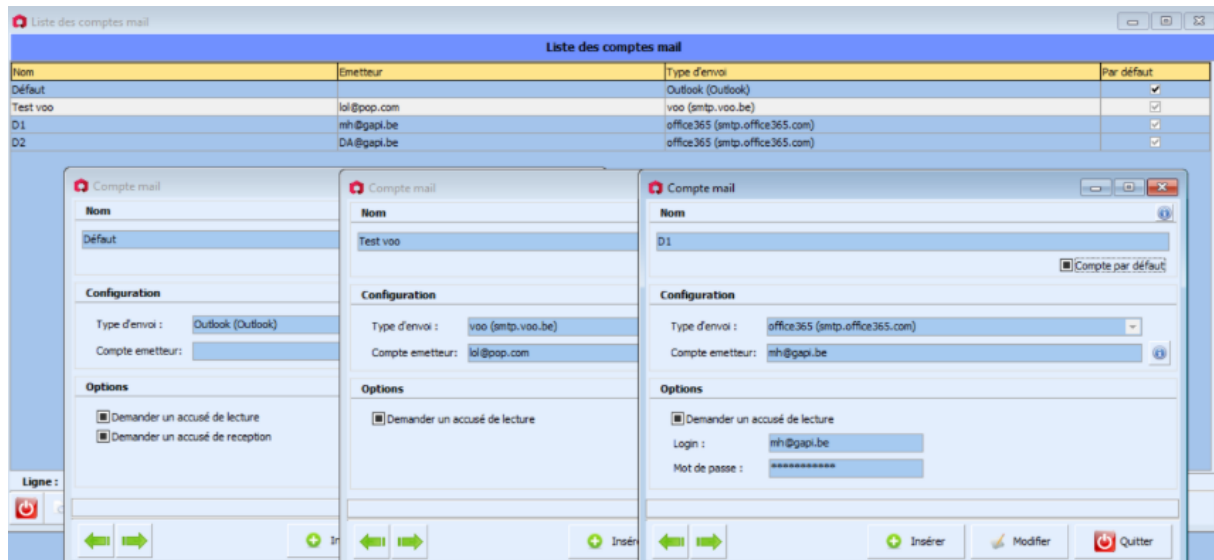 Liste des comptes mail
Liste des comptes mail
Nom Emetteur Type d'envoi Par défaut
Défaut Outlook (Outlook)
Test voo lol@pop.com voo (smtp.voo.be)
D1 mh@gapi.be office365 (smtp.office365.com)
D2 DA@gapi.be office365 (smtp.office365.com)
Compte mail
Nom
Défaut
Configuration
Type d'envoi : Outlook (Outlook)
Compte emetteur:
Options
Demander un accusé de lecture
Demander un accusé de reception
Compte mail
Nom
Test voo
Configuration
Type d'envoi : voo (smtp.voo.be)
Compte emetteur: lol@pop.com
Options
Demander un accusé de lecture
Insér
Compte mail
Nom
D1
Compte par défaut
Configuration
Type d'envoi : office365 (smtp.office365.com)
Compte emetteur: mh@gapi.be
Options
Demander un accusé de lecture
Login : mh@gapi.be
Mot de passe : ***********
Insérer Modifier Quitter
Ligne :